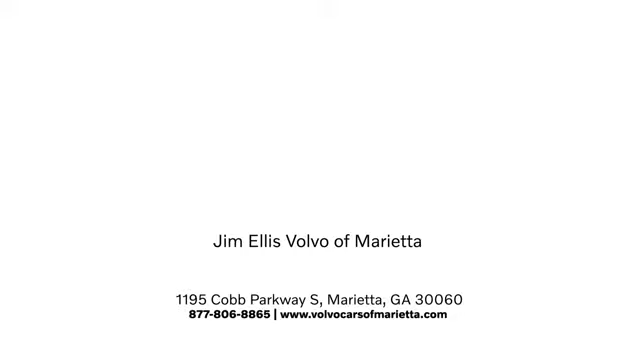 Jim Ellis Volvo of Marietta
1195 Cobb Parkway S, Marietta, GA 30060
877-806-8865 | www.volvocarsofmarietta.com